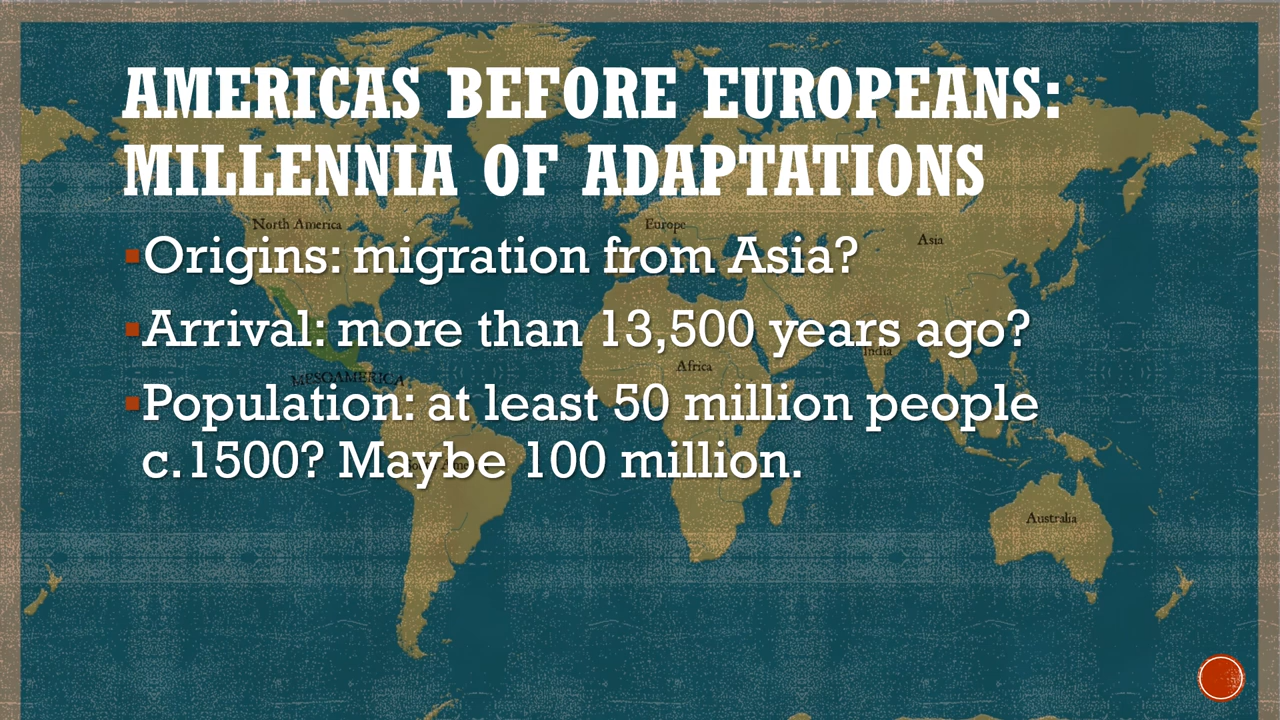 AMERICAS BEFORE EUROPEANS:
MILLENNIA OF ADAPTATIONS
North America
Europe
Asia
Origins: migration from Asia?
Arrival: more than 13,500 years ago?
India
Africa
MESOAMERICA
Population: at least 50 million people
c.1500? Maybe 100 million.
Australia